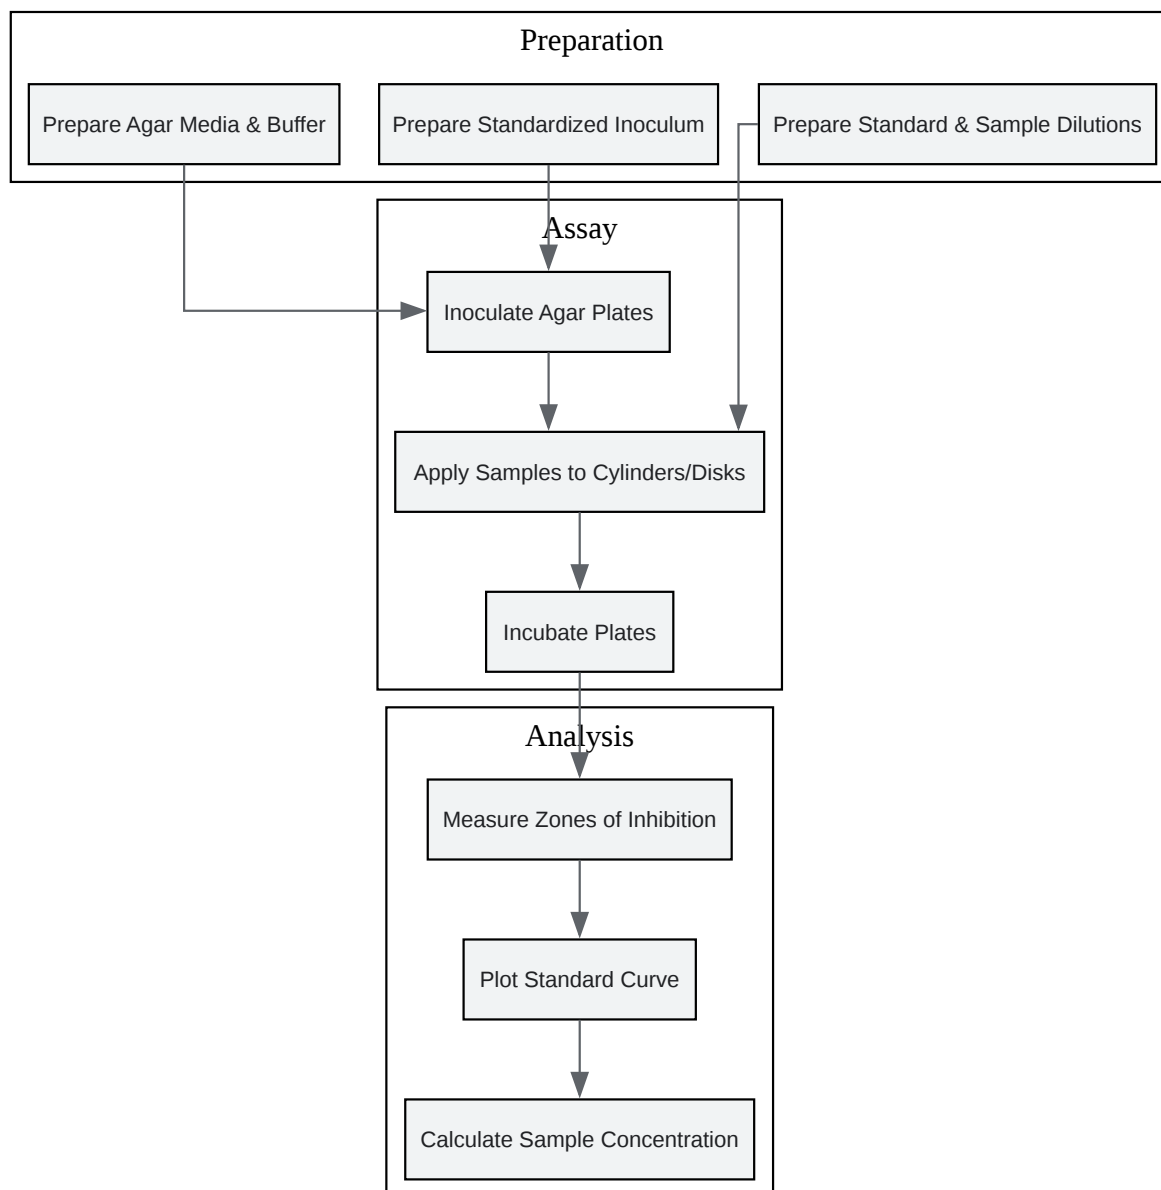 Preparation
Prepare Agar Media & Buffer
Prepare Standardized Inoculum
Prepare Standard & Sample Dilutions
Assay
Inoculate Agar Plates
Apply Samples to Cylinders/Disks
Incubate Plates
Analysis
Measure Zones of Inhibition
Plot Standard Curve
Calculate Sample Concentration